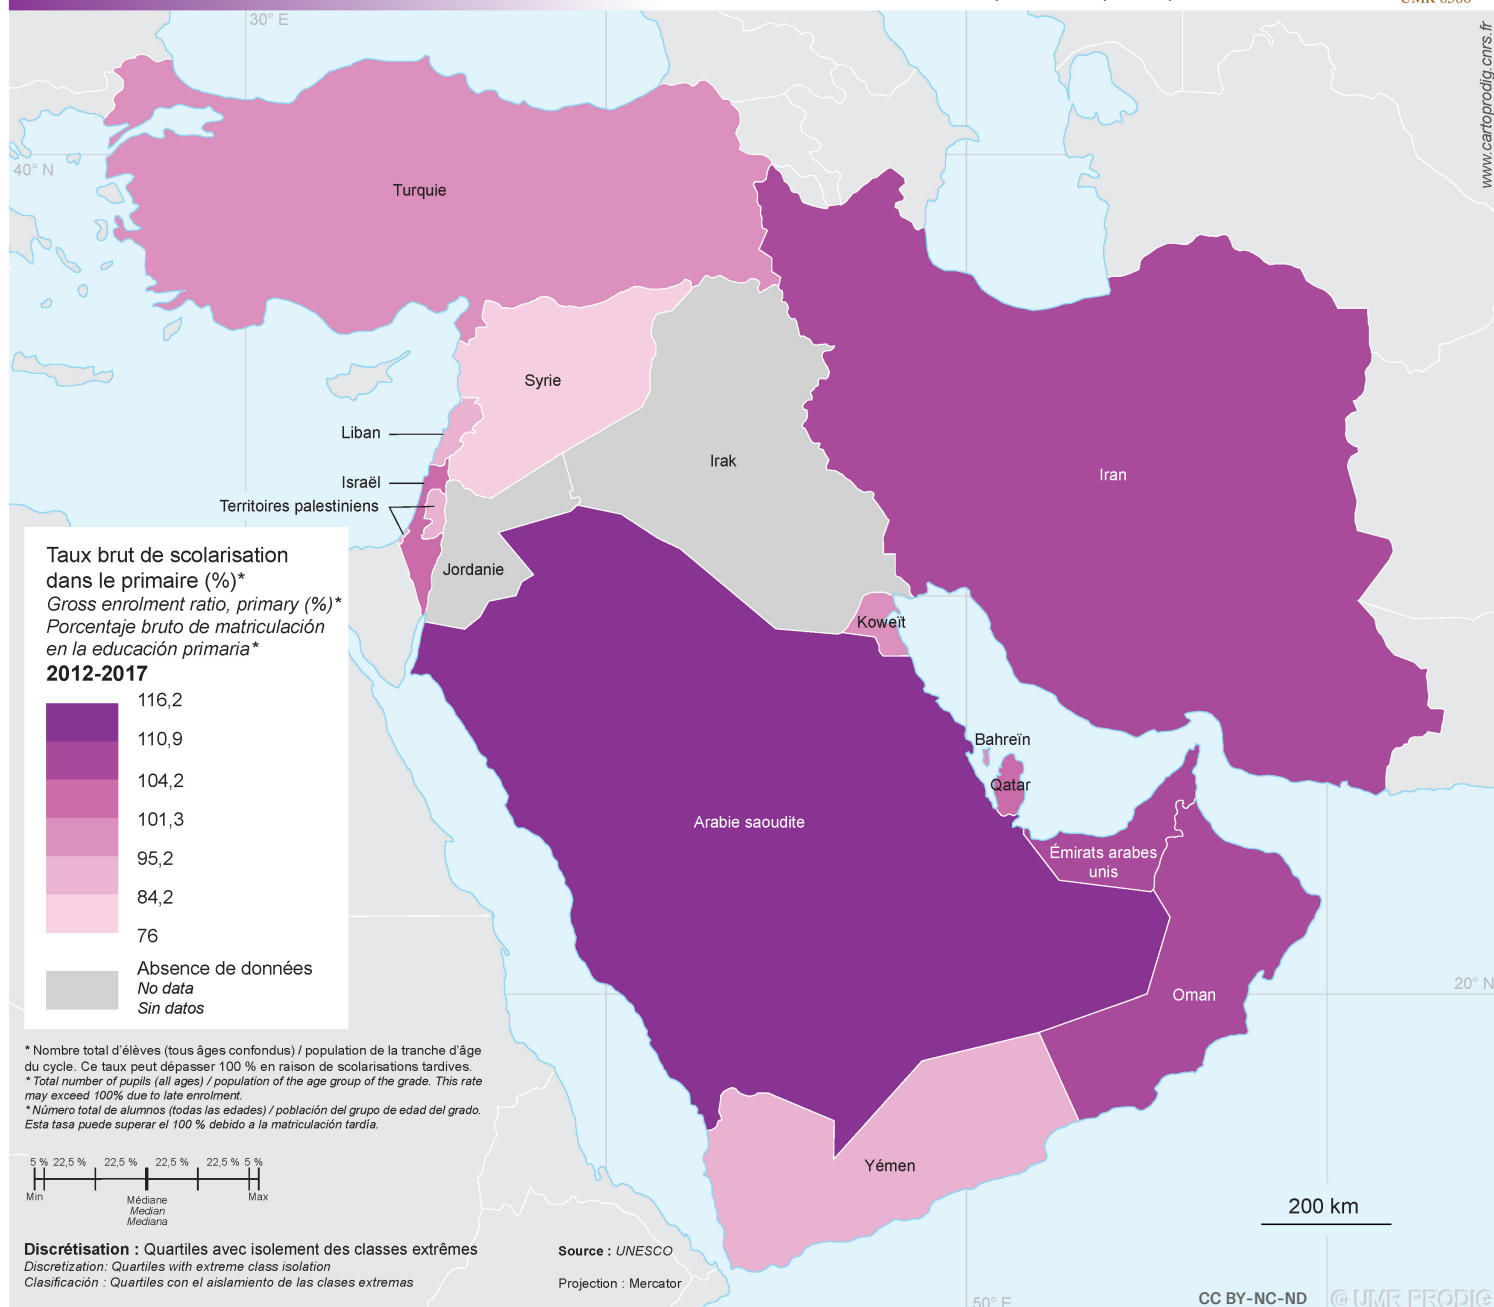 UMR 8586
30° E
www.cartoprodig.cnrs.fr
40° N
Turquie
Syrie
Liban
Irak
Iran
Israël
Territoires palestiniens
Jordanie
Koweït
Bahreïn
Qatar
Arabie saoudite
Émirats arabes
unis
Oman
20° N
Yémen
Taux brut de scolarisation
dans le primaire (%)*
Gross enrolment ratio, primary (%)*
Porcentaje bruto de matriculación
en la educación primaria*
2012-2017
116,2
110,9
104,2
101,3
95,2
84,2
76
Absence de données
No data
Sin datos
* Nombre total d'élèves (tous âges confondus) / population de la tranche d'âge
du cycle. Ce taux peut dépasser 100 % en raison de scolarisations tardives.
* Total number of pupils (all ages) / population of the age group of the grade. This rate
may exceed 100% due to late enrolment.
* Número total de alumnos (todas las edades) / población del grupo de edad del grado.
Esta tasa puede superar el 100 % debido a la matriculación tardía.
5 % 22,5 % 22,5 % 22,5 % 22,5 % 5 %
Min Médiane Max
Median
Mediana
200 km
Discrétisation : Quartiles avec isolement des classes extrêmes
Discretization: Quartiles with extreme class isolation
Clasificación : Quartiles con el aislamiento de las clases extremas
Source : UNESCO
Projection : Mercator
50° E
CC BY-NC-ND © UMR PRODIG